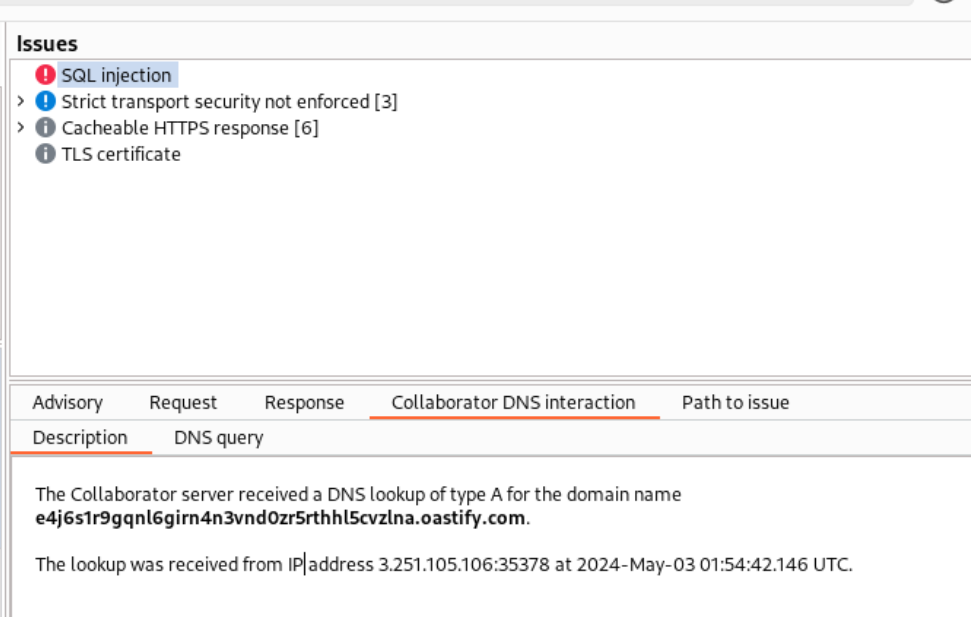 Issues
SQL injection
Strict transport security not enforced [3]
Cacheable HTTPS response [6]
TLS certificate
Advisory Request Response Collaborator DNS interaction Path to issue
Description DNS query
The Collaborator server received a DNS lookup of type A for the domain name
e4j6s1r9gqnl6girn4n3vnd0zr5rthhl5cvzlna.oastify.com.
The lookup was received from IP address 3.251.105.106:35378 at 2024-May-03 01:54:42.146 UTC.